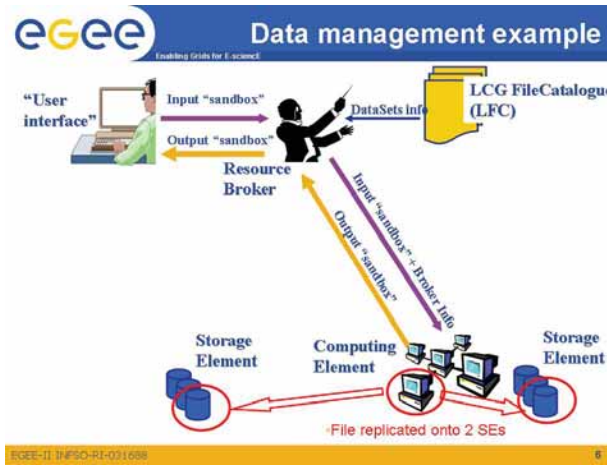 egee
Enabling Grids for E-sciencE
Data management example
"User
interface"
Input "sandbox"
Output "sandbox"
Resource
Broker
DataSets info
LCG FileCatalogue
(LFC)
Input "sandbox" + Broker Info
Output "sandbox"
Storage
Element
Computing
Element
Storage
Element
File replicated onto 2 SEs
EGEE-II INFSO-RI-031688
6